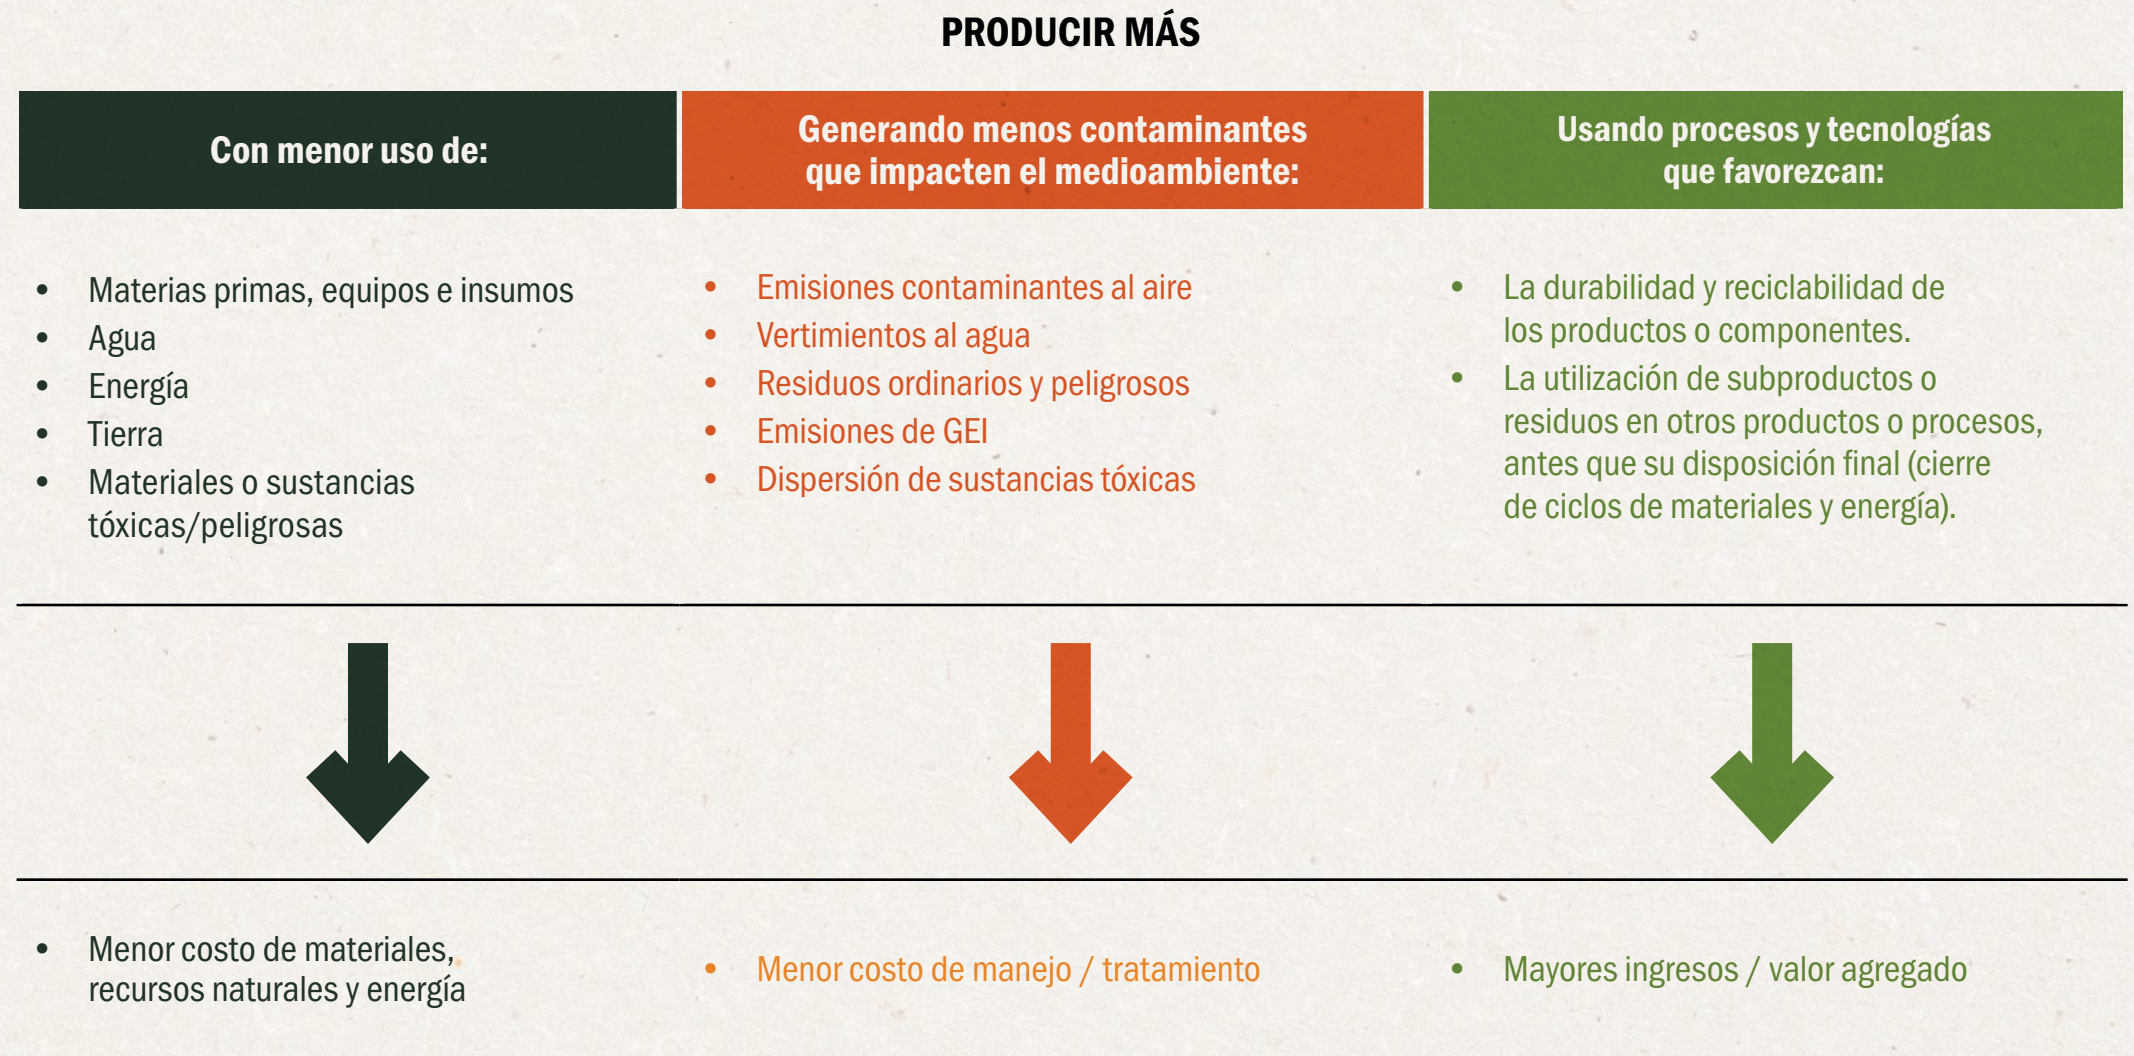 PRODUCIR MÁS
Con menor uso de:
Generando menos contaminantes
que impacten el medioambiente:
Usando procesos y tecnologías
que favorezcan:
• Materias primas, equipos e insumos
• Agua
• Energía
• Tierra
• Materiales o sustancias
tóxicas/peligrosas
• Emisiones contaminantes al aire
• Vertimientos al agua
• Residuos ordinarios y peligrosos
• Emisiones de GEI
• Dispersión de sustancias tóxicas
• La durabilidad y reciclabilidad de
los productos o componentes.
• La utilización de subproductos o
residuos en otros productos o procesos,
antes que su disposición final (cierre
de ciclos de materiales y energía).
• Menor costo de materiales,
recursos naturales y energía
• Menor costo de manejo / tratamiento
• Mayores ingresos / valor agregado